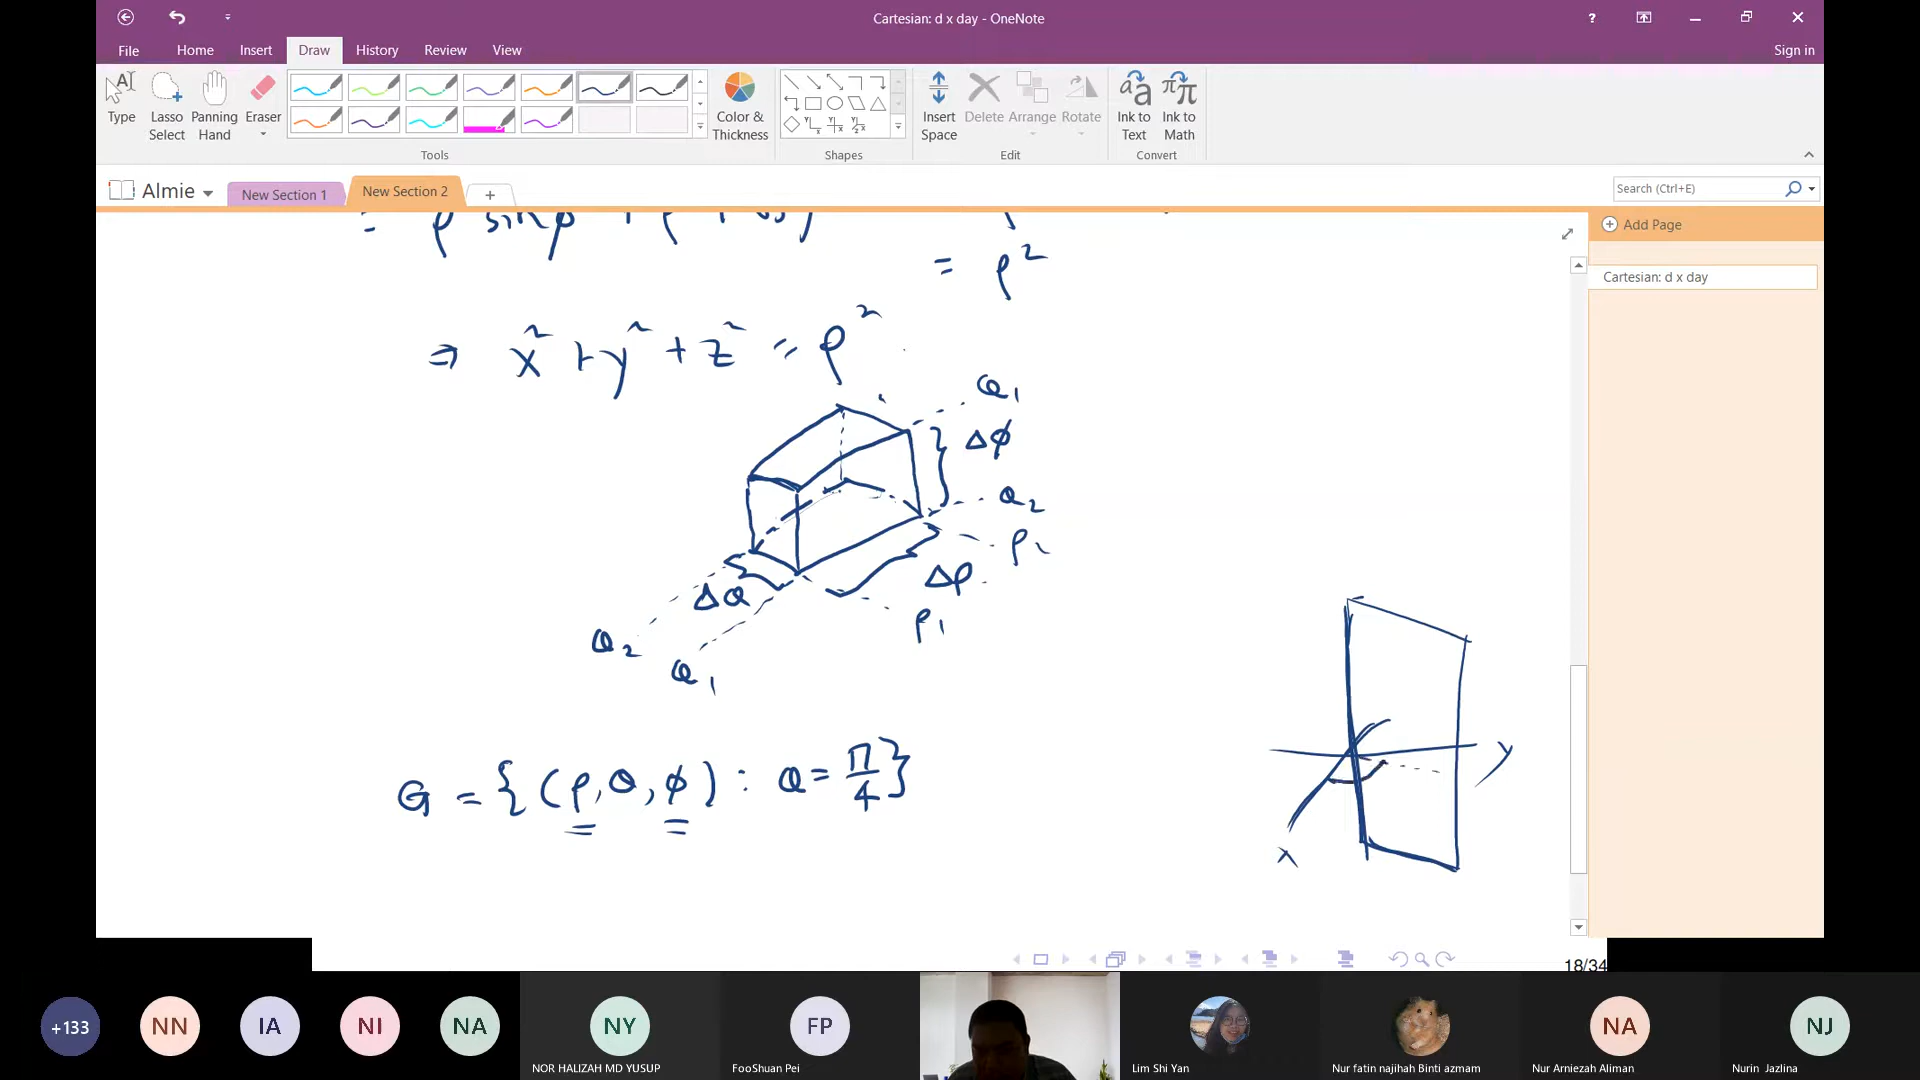 Cartesian: d x day - OneNote
?
File Home Insert Draw History Review View
Sign in
Type
Lasso Select
Panning Hand
Eraser
Color & Thickness
Insert Space
Delete
Arrange
Rotate
Ink to Text
Ink to Math
Tools
Shapes
Edit
Convert
Almie
New Section 1
New Section 2
+
Search (Ctrl+E)
Add Page
Cartesian: d x day
= ρ²
⇒ x² + y² + z² = ρ²
θ₁
Δφ
θ₂
ρ₂
Δρ
Δθ
ρ₁
θ₂
θ₁
G = {(ρ, θ, φ) : θ = π/4}
y
x
18/34
+133
NN
IA
NI
NA
NY
NOR HALIZAH MD YUSUP
FP
FooShuan Pei
Lim Shi Yan
Nur fatin najihah Binti azmam
NA
Nur Arniezah Aliman
NJ
Nurin Jazlina